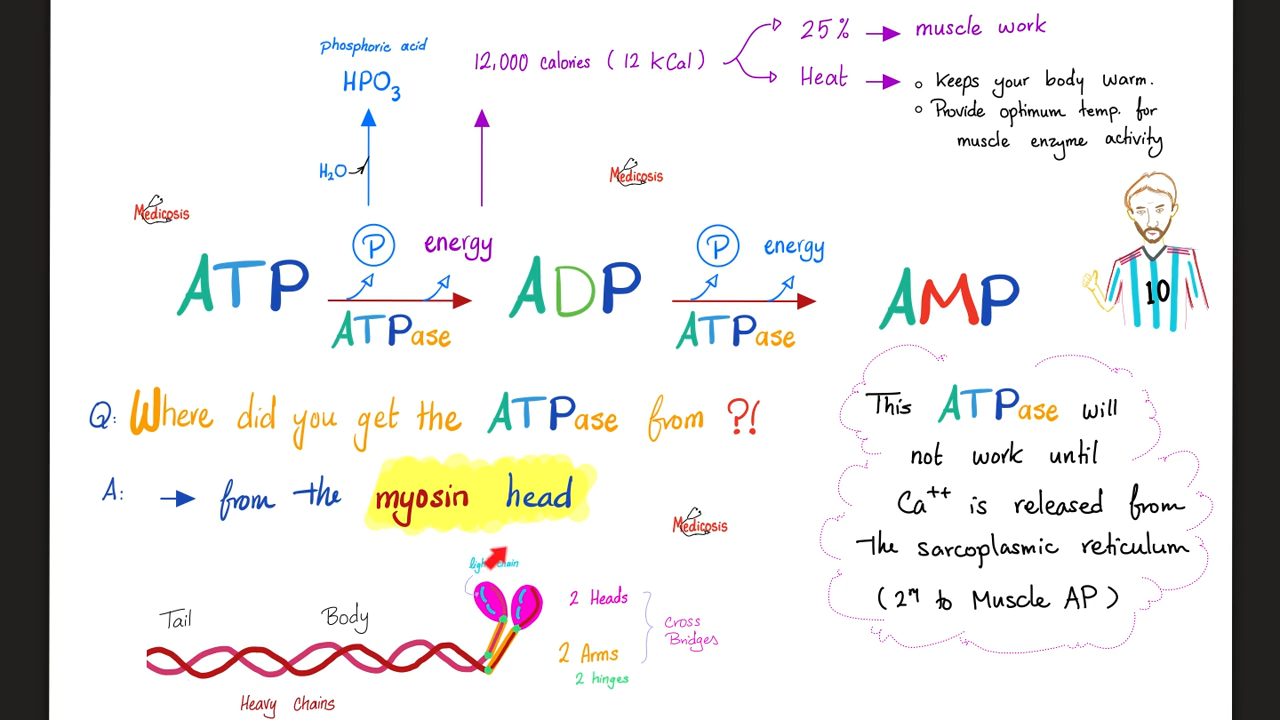 phosphoric acid
HPO3
H2O
12,000 calories (12 kCal)
25% → muscle work
Heat → ○ Keeps your body warm.
○ Provide optimum temp. for
muscle enzyme activity
Medicosis
Medicosis
ATP
P
energy
ATPase
ADP
P
energy
ATPase
AMP
10
Q: Where did you get the ATPase from ?!
A: → from the myosin head
This ATPase will
not work until
Ca++ is released from
the sarcoplasmic reticulum
(2ry to Muscle AP)
Medicosis
light chain
Tail
Body
Heavy chains
2 Heads
2 Arms
2 hinges
Cross
Bridges